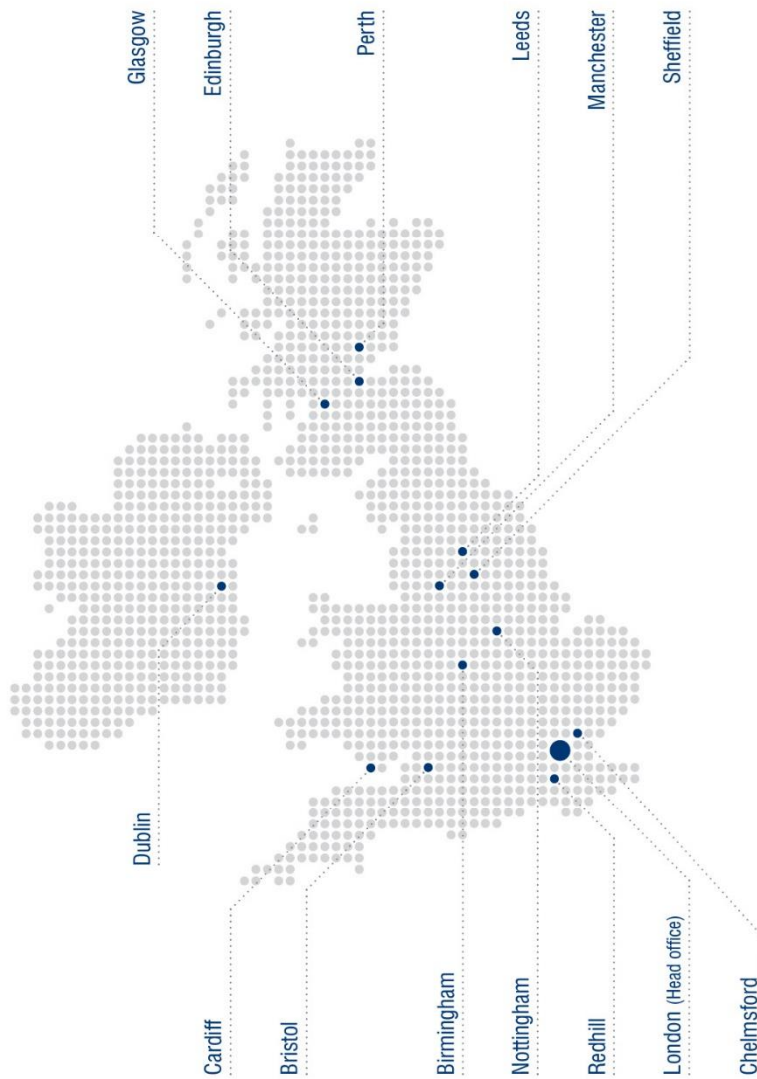 Glasgow
Edinburgh
Perth
Leeds
Manchester
Sheffield
Dublin
Cardiff
Bristol
Birmingham
Nottingham
Redhill
London (Head office)
Chelmsford